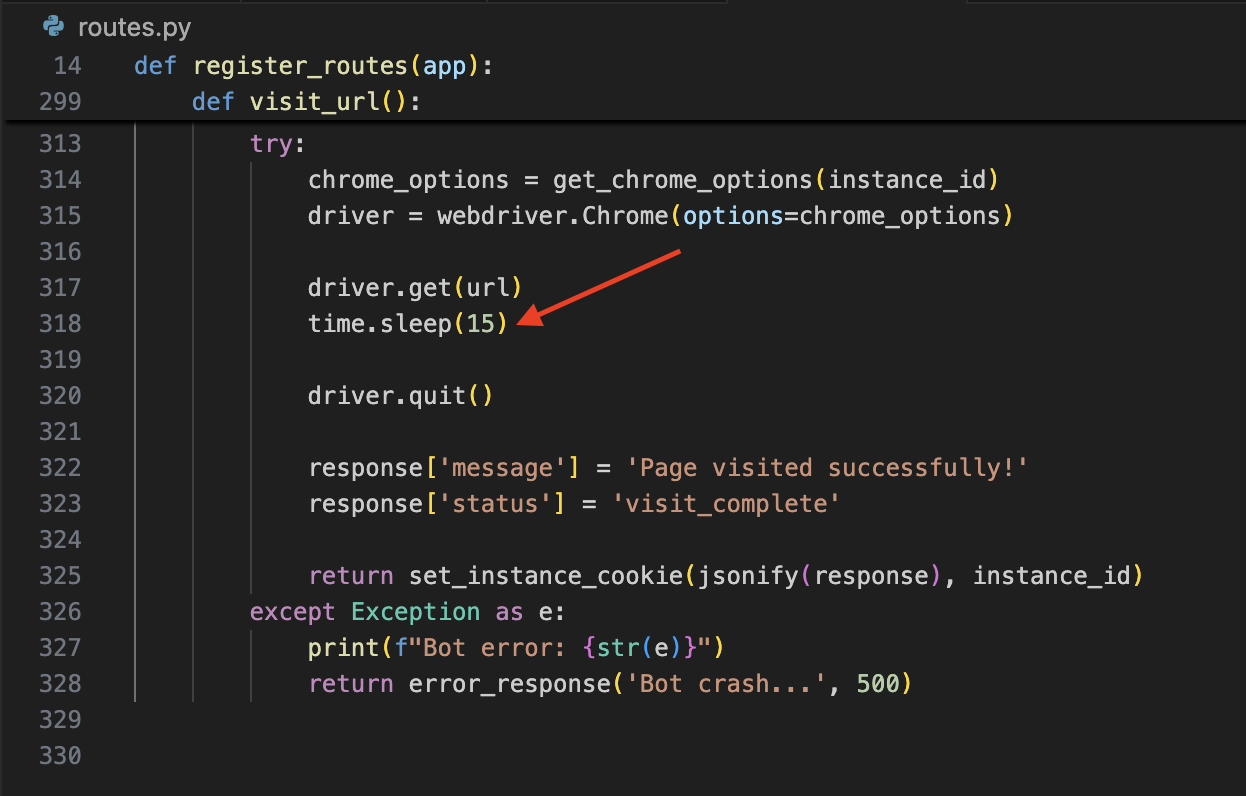 routes.py
14 def register_routes(app):
299 def visit_url():
313 try:
314 chrome_options = get_chrome_options(instance_id)
315 driver = webdriver.Chrome(options=chrome_options)
316
317 driver.get(url)
318 time.sleep(15)
319
320 driver.quit()
321
322 response['message'] = 'Page visited successfully!'
323 response['status'] = 'visit_complete'
324
325 return set_instance_cookie(jsonify(response), instance_id)
326 except Exception as e:
327 print(f"Bot error: {str(e)}")
328 return error_response('Bot crash...', 500)
329
330